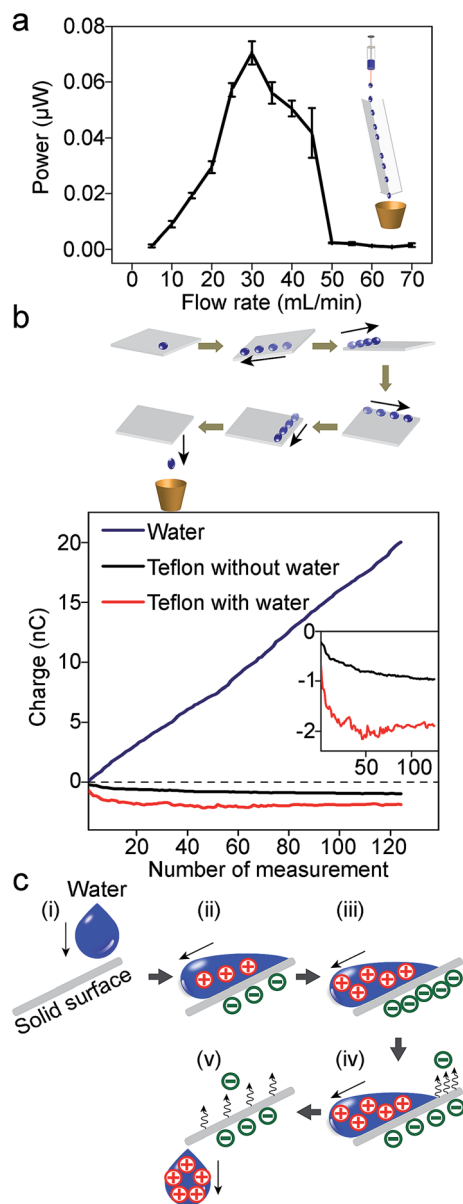 a
0.08
0.06
0.04
0.02
0.00
Power (µW)
0 10 20 30 40 50 60 70
Flow rate (mL/min)
b
Water
Teflon without water
Teflon with water
20
15
10
5
0
Charge (nC)
0
-1
-2
50 100
20 40 60 80 100 120
Number of measurement
c
Water
(i) (ii) (iii)
Solid surface
(v) (iv)